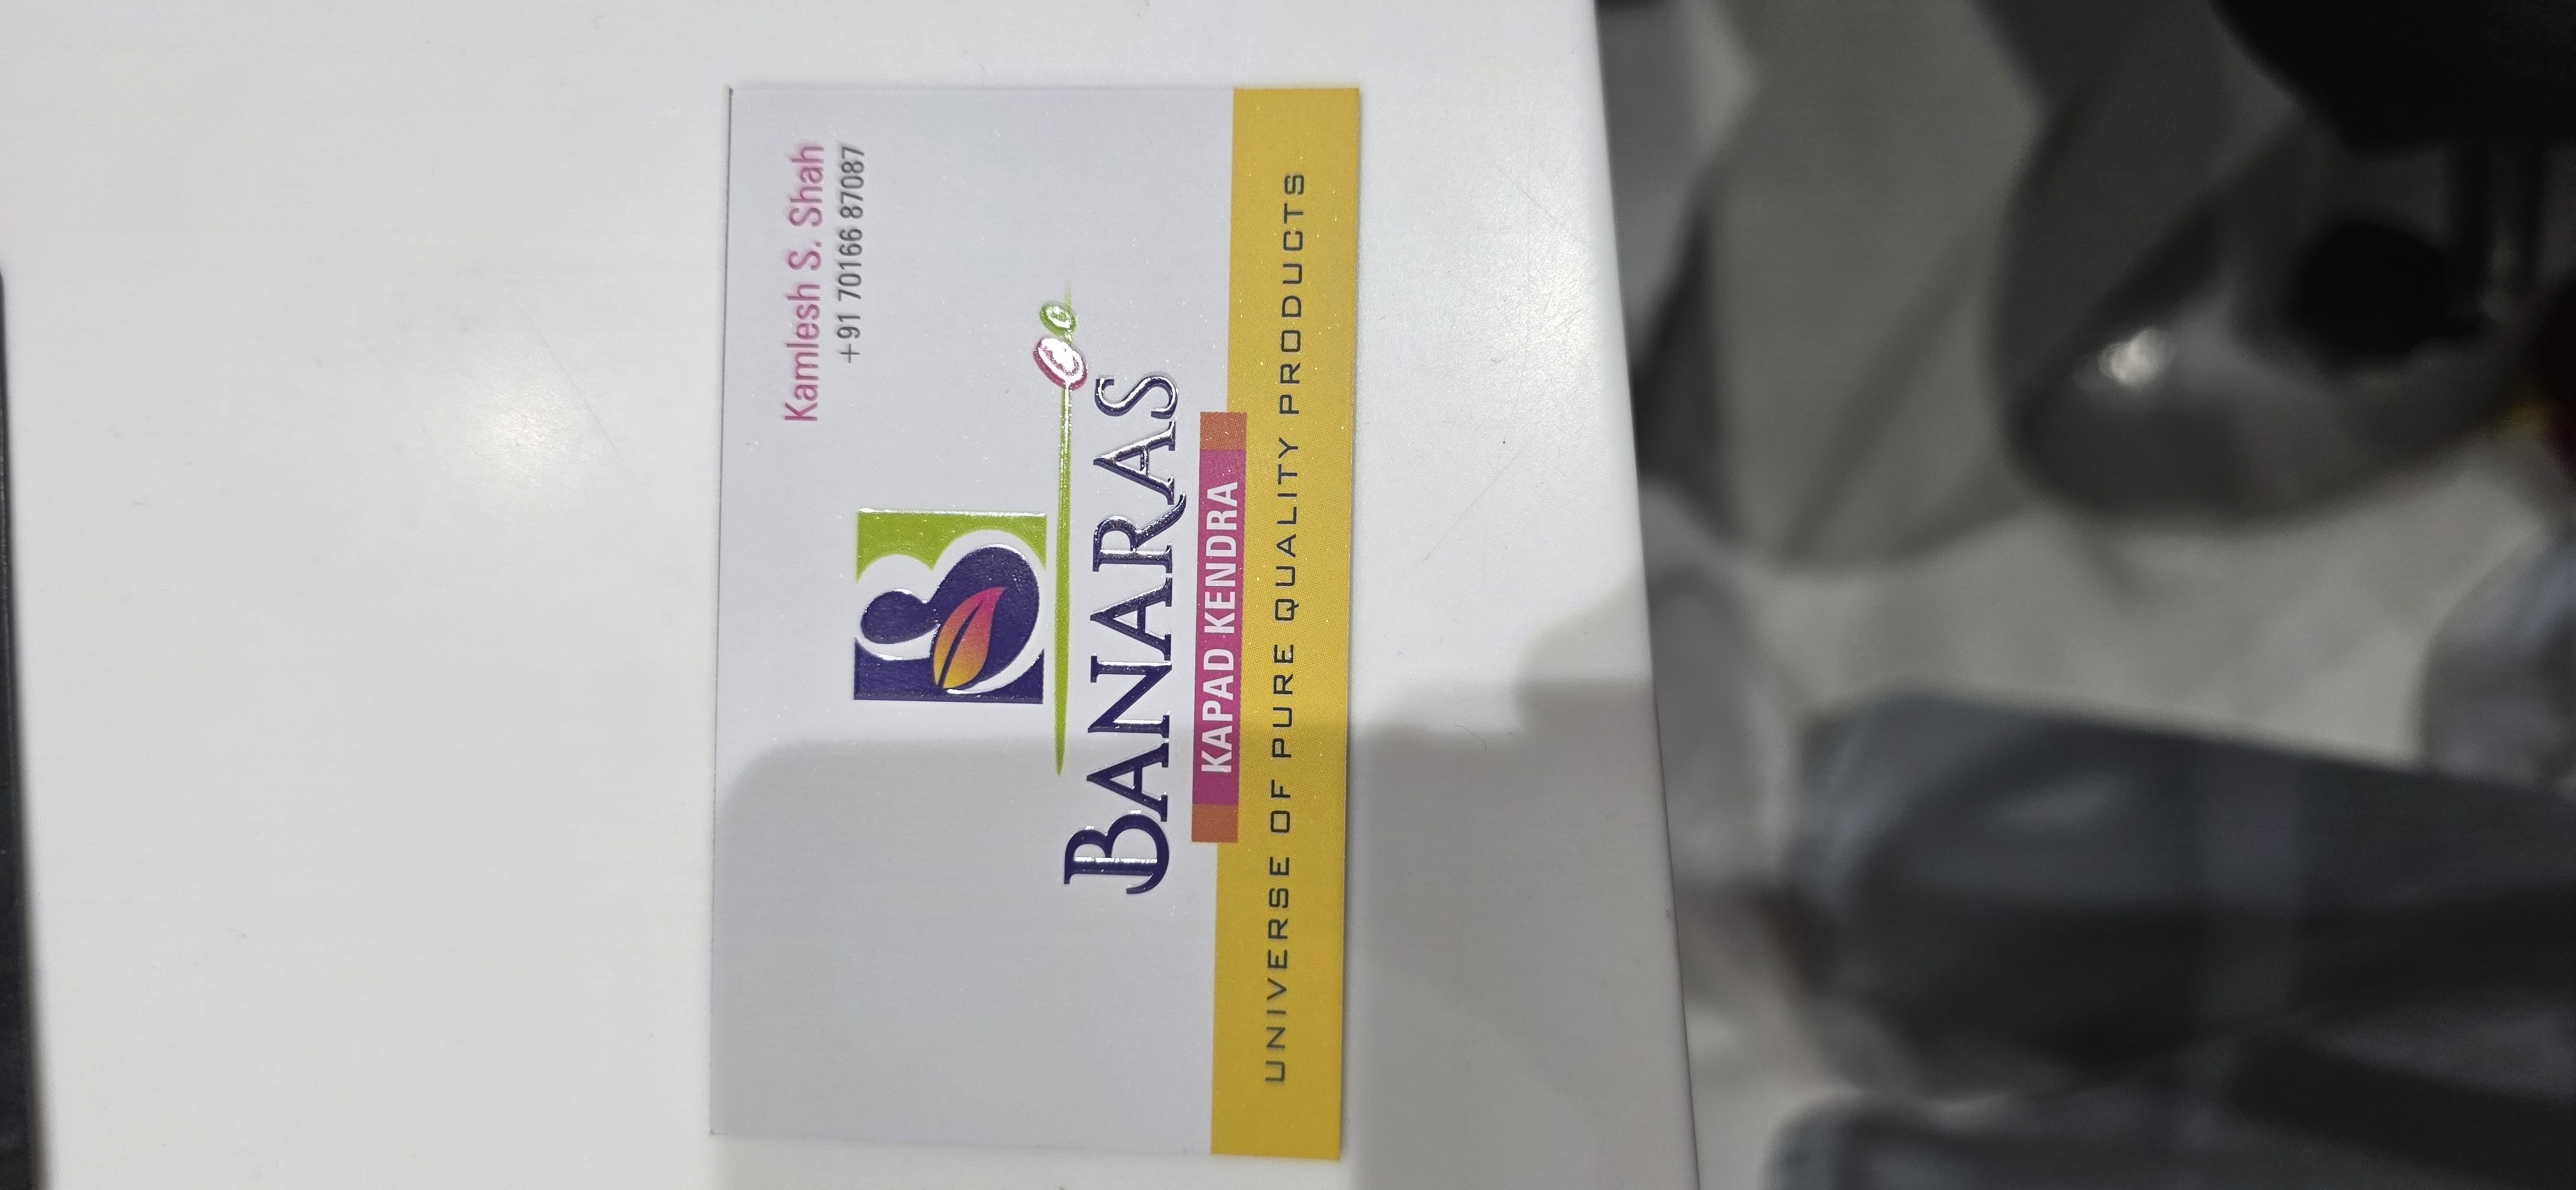 Kamlesh S. Shah
+91 70166 87087
B
BANARAS
KAPAD KENDRA
UNIVERSE OF PURE QUALITY PRODUCTS